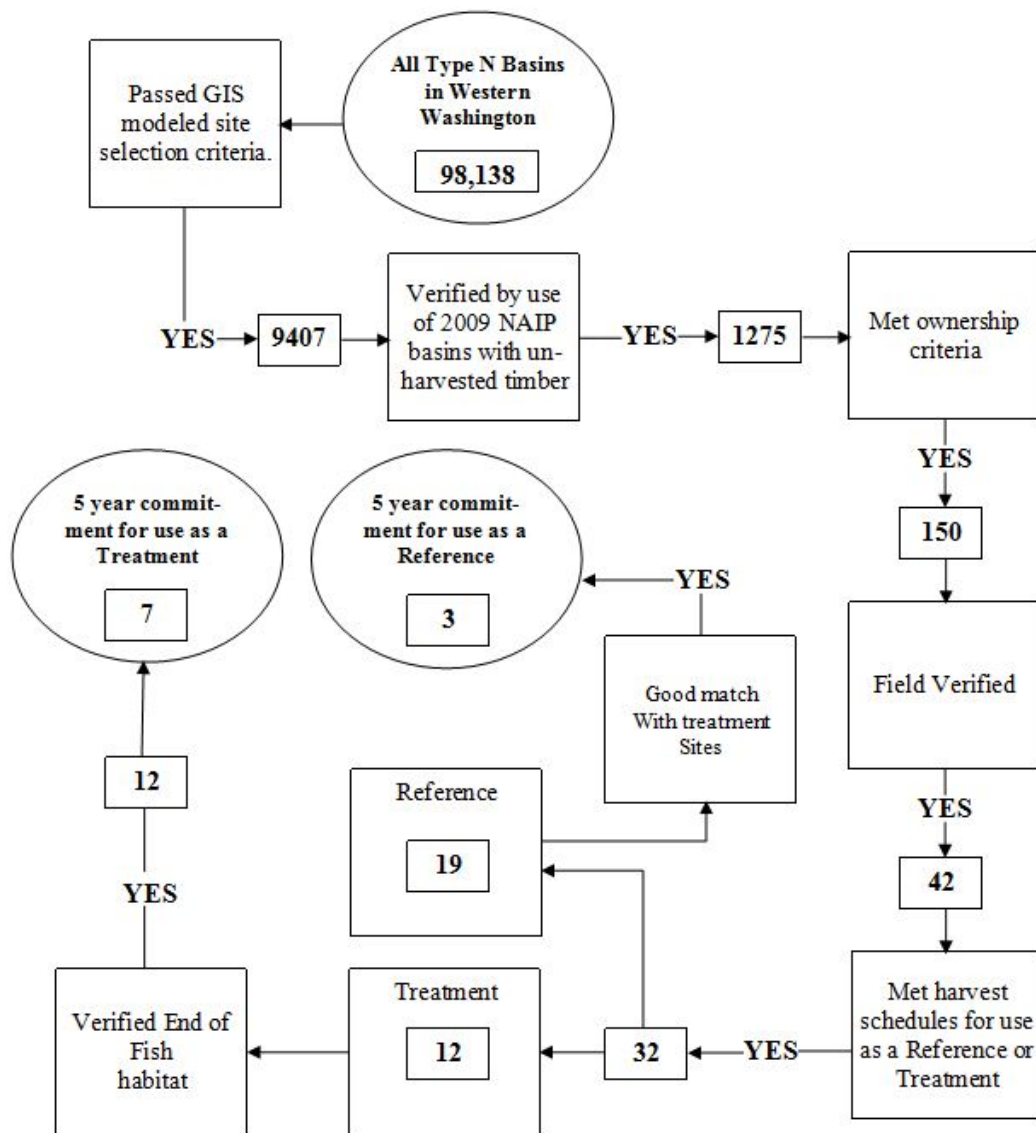 All Type N Basins
in Western
Washington
98,138
Passed GIS
modeled site
selection criteria.
YES
9407
Verified by use
of 2009 NAIP
basins with un-
harvested timber
YES
1275
Met ownership
criteria
YES
150
Field Verified
YES
42
Met harvest
schedules for use
as a Reference or
Treatment
YES
32
Reference
19
Good match
With treatment
Sites
YES
5 year commit-
ment for use as a
Reference
3
Treatment
12
Verified End of
Fish
habitat
YES
12
5 year commit-
ment for use as a
Treatment
7